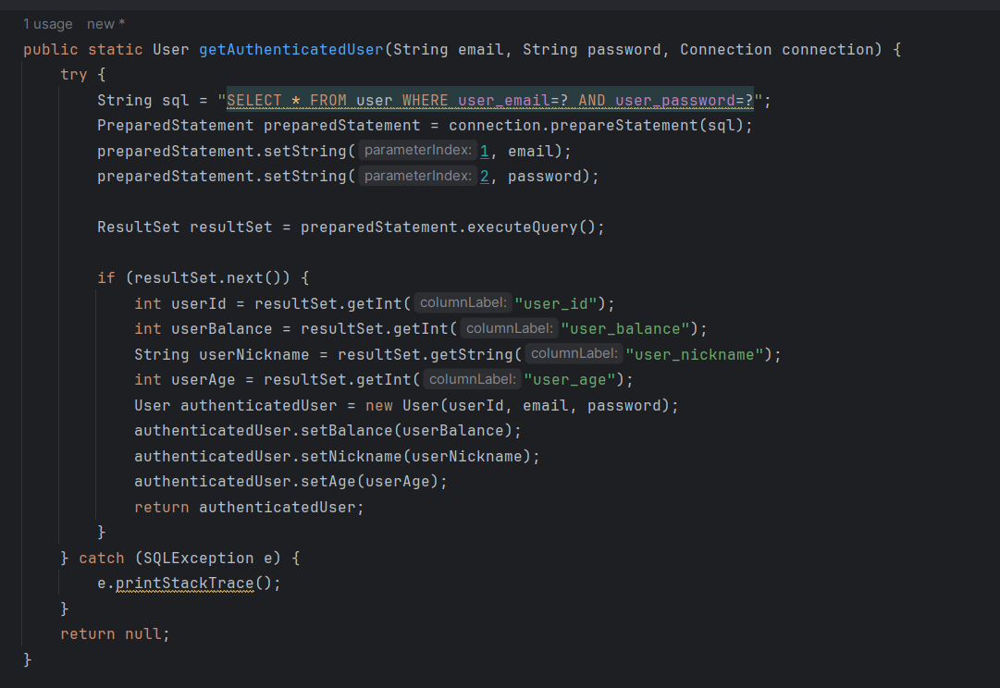 1 usage   new *
public static User getAuthenticatedUser(String email, String password, Connection connection) {
    try {
        String sql = "SELECT * FROM user WHERE user_email=? AND user_password=?";
        PreparedStatement preparedStatement = connection.prepareStatement(sql);
        preparedStatement.setString( parameterIndex: 1, email);
        preparedStatement.setString( parameterIndex: 2, password);

        ResultSet resultSet = preparedStatement.executeQuery();

        if (resultSet.next()) {
            int userId = resultSet.getInt( columnLabel: "user_id");
            int userBalance = resultSet.getInt( columnLabel: "user_balance");
            String userNickname = resultSet.getString( columnLabel: "user_nickname");
            int userAge = resultSet.getInt( columnLabel: "user_age");
            User authenticatedUser = new User(userId, email, password);
            authenticatedUser.setBalance(userBalance);
            authenticatedUser.setNickname(userNickname);
            authenticatedUser.setAge(userAge);
            return authenticatedUser;
        }
    } catch (SQLException e) {
        e.printStackTrace();
    }
    return null;
}